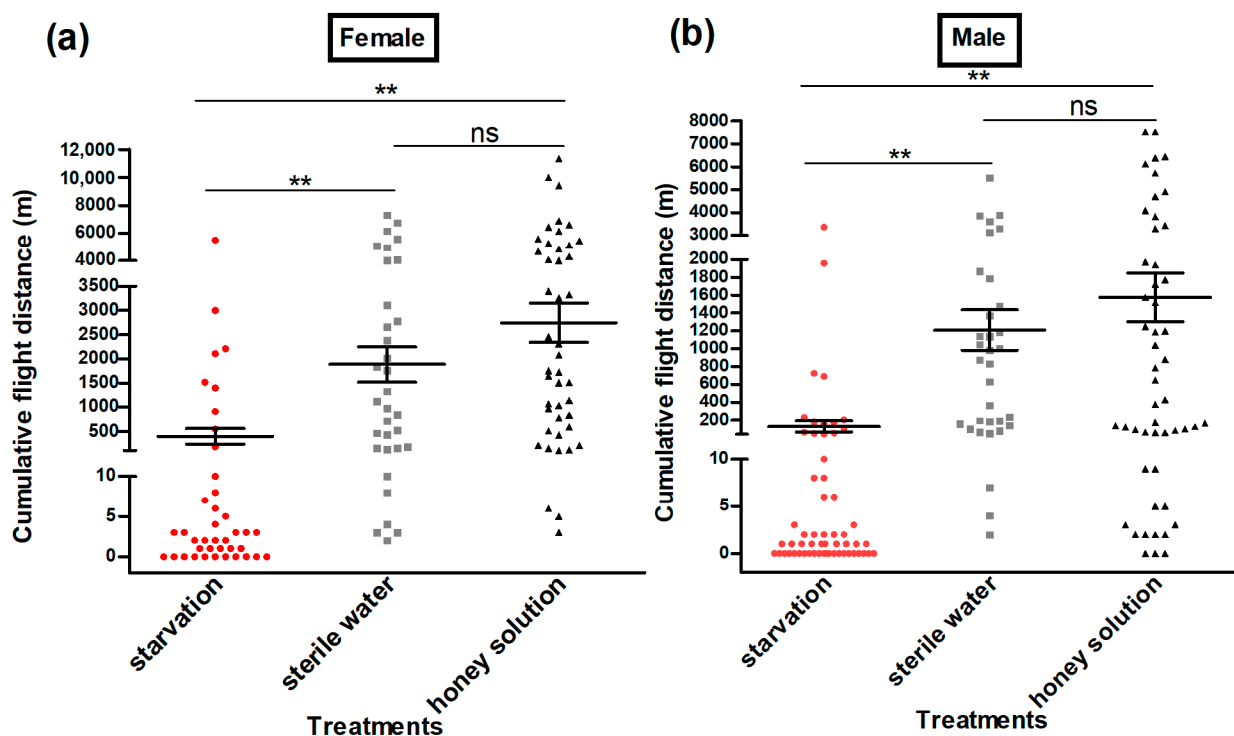 (a)
Female
**
ns
**
12,000
10,000
8000
6000
4000
3500
3000
2500
2000
1500
1000
500
10
5
0
Cumulative flight distance (m)
starvation
sterile water
honey solution
Treatments
(b)
Male
**
ns
**
8000
7000
6000
5000
4000
3000
2000
1800
1600
1400
1200
1000
800
600
400
200
10
5
0
Cumulative flight distance (m)
starvation
sterile water
honey solution
Treatments